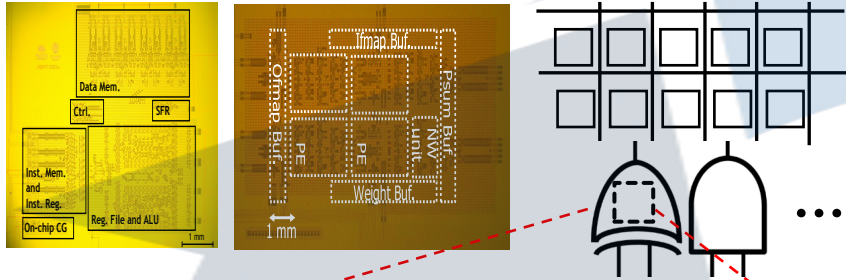 Data Mem.
Ctrl.
SFR
Inst. Mem.
and
Inst. Reg.
Reg. File and ALU
On-chip CG
1 mm
Ifmap Buf.
Ofmap Buf.
Psum Buf.
PE
PE
NW
unit
Weight Buf.
1 mm